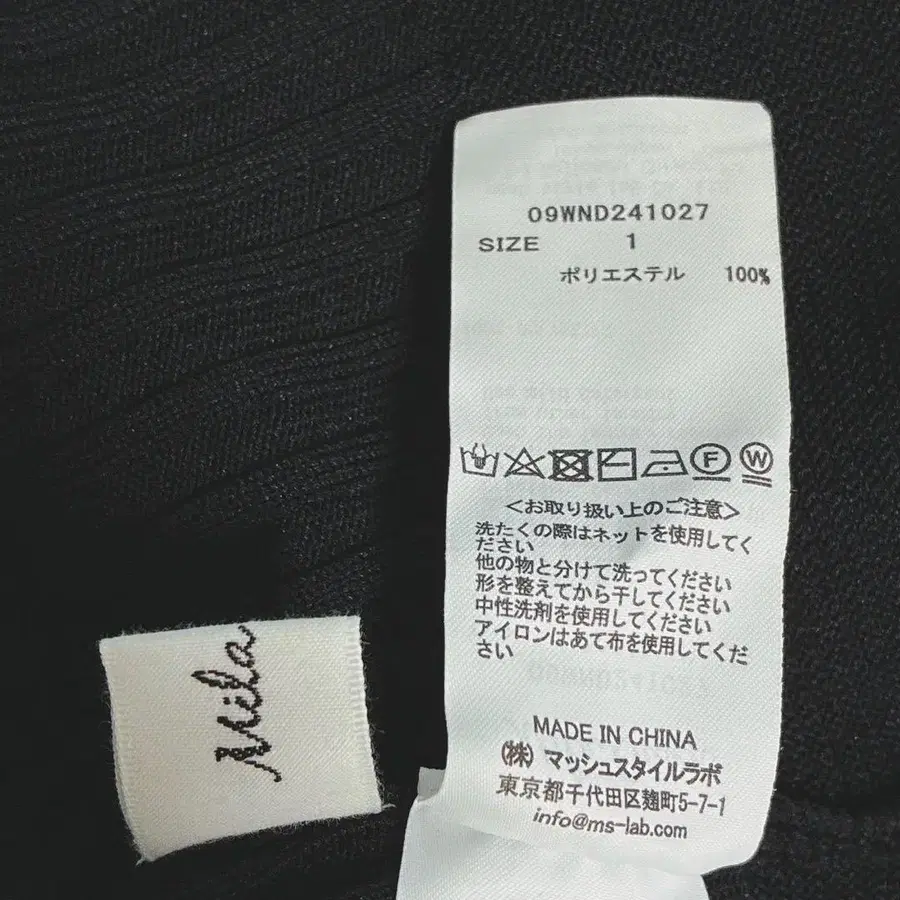 09WND241027
SIZE 1
ポリエステル 100%
F W
<お取り扱い上のご注意>
洗たくの際はネットを使用してく
ださい
他の物と分けて洗ってください
形を整えてから干してください
中性洗剤を使用してください
アイロンはあて布を使用してくだ
さい
MADE IN CHINA
(株) マッシュスタイルラボ
東京都千代田区麹町5-7-1
info@ms-lab.com
Mila